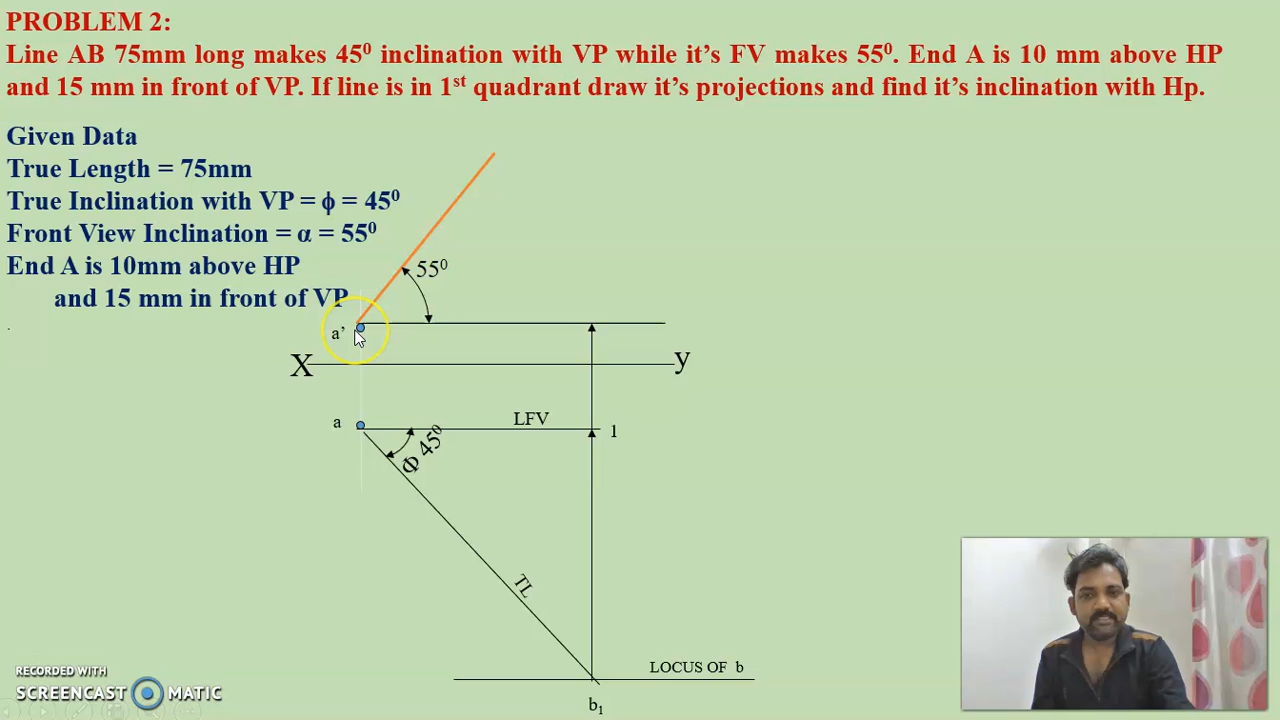 PROBLEM 2:
Line AB 75mm long makes 45⁰ inclination with VP while it’s FV makes 55⁰. End A is 10 mm above HP
and 15 mm in front of VP. If line is in 1st quadrant draw it’s projections and find it’s inclination with Hp.
Given Data
True Length = 75mm
True Inclination with VP = ϕ = 45⁰
Front View Inclination = α = 55⁰
End A is 10mm above HP
and 15 mm in front of VP
55⁰
a’
X
y
a
LFV
1
Φ 45⁰
TL
LOCUS OF b
b₁
RECORDED WITH
SCREENCAST MATIC